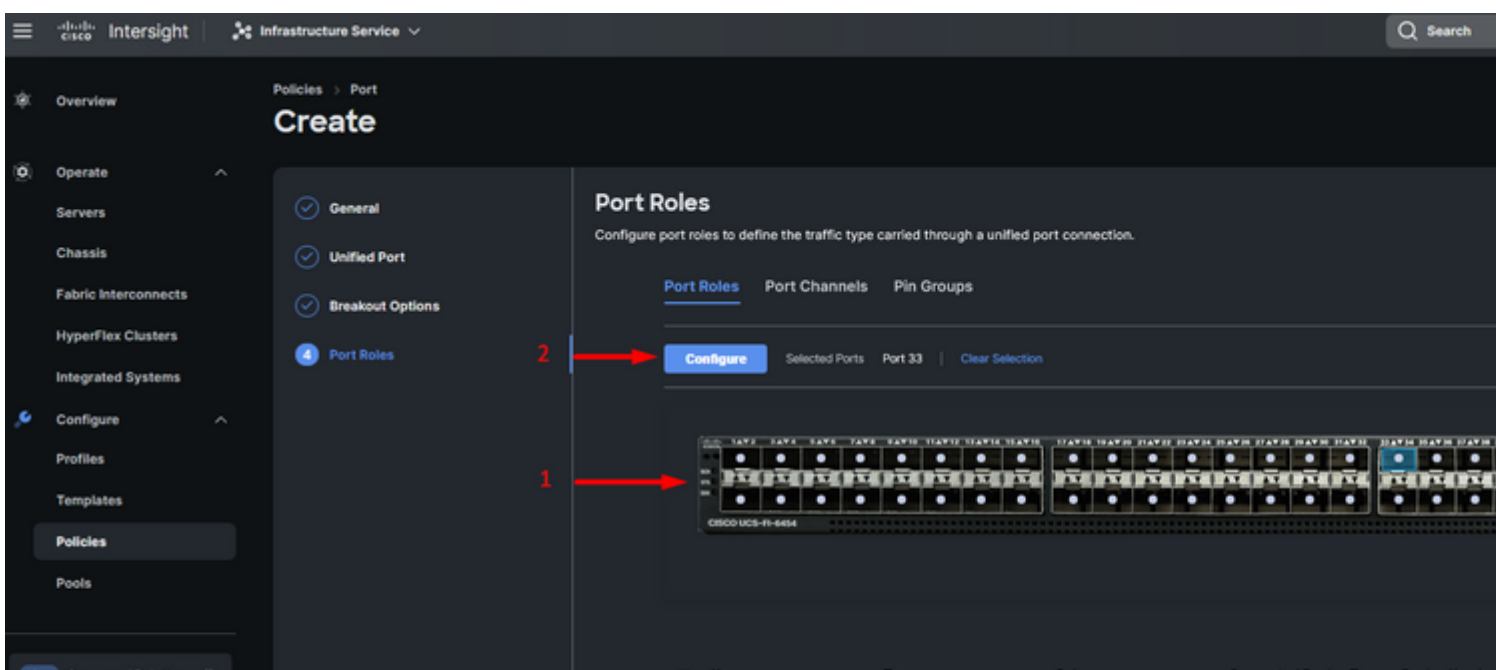 cisco Intersight
Infrastructure Service
Search
Overview
Operate
Servers
Chassis
Fabric Interconnects
HyperFlex Clusters
Integrated Systems
Configure
Profiles
Templates
Policies
Pools
Policies > Port
Create
General
Unified Port
Breakout Options
4 Port Roles
Port Roles
Configure port roles to define the traffic type carried through a unified port connection.
Port Roles Port Channels Pin Groups
2
Configure Selected Ports Port 33 | Clear Selection
1
CISCO UCS-FI-6454